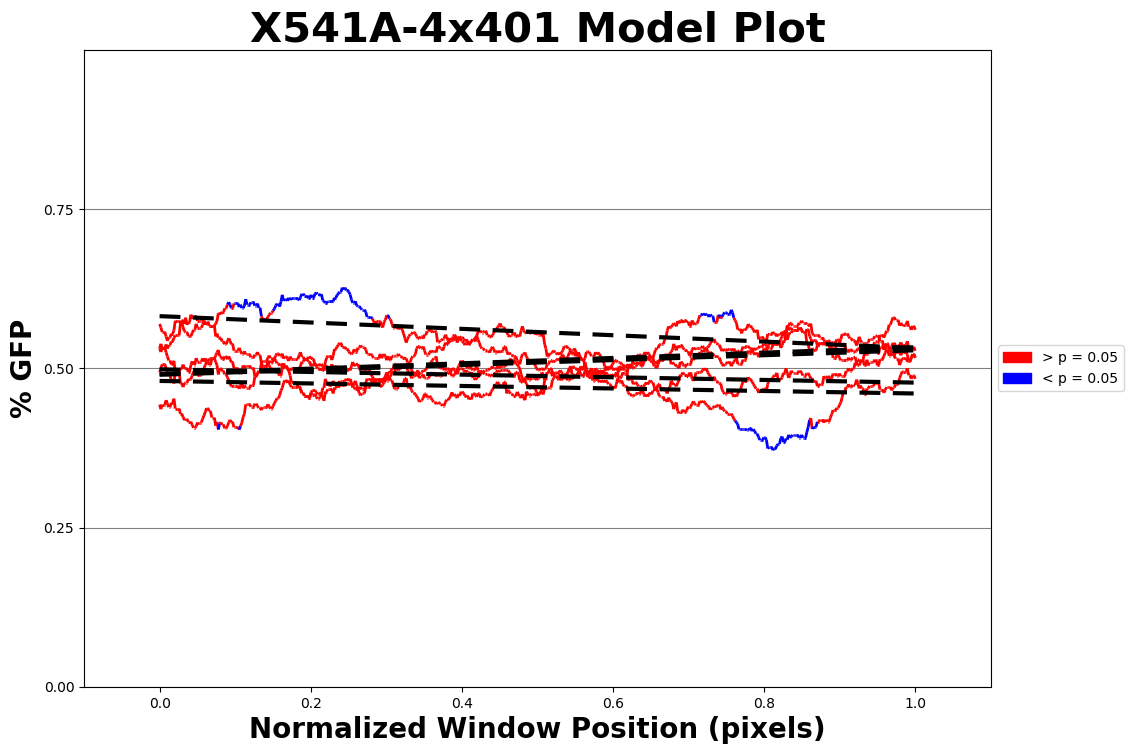 X541A-4x401 Model Plot
% GFP
0.75
0.50
0.25
0.00
0.0 0.2 0.4 0.6 0.8 1.0
Normalized Window Position (pixels)
> p = 0.05
< p = 0.05